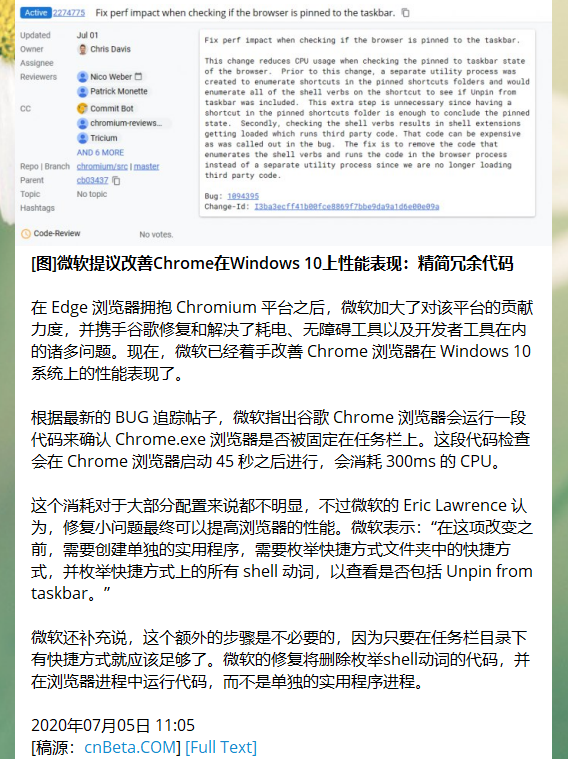 Active 2274775 Fix perf impact when checking if the browser is pinned to the taskbar.
Updated Jul 01
Owner Chris Davis
Assignee
Reviewers Nico Weber
Patrick Monette
CC Commit Bot
chromium-reviews...
Tricium
AND 6 MORE
Repo | Branch chromium/src | master
Parent cb03437
Topic No topic
Hashtags
Code-Review No votes.
Fix perf impact when checking if the browser is pinned to the taskbar.
This change reduces CPU usage when checking the pinned to taskbar state
of the browser. Prior to this change, a separate utility process was
created to enumerate shortcuts in the pinned shortcuts folders and would
enumerate all of the shell verbs on the shortcut to see if Unpin from
taskbar was included. This extra step is unnecessary since having a
shortcut in the pinned shortcuts folder is enough to conclude the pinned
state. Secondly, checking the shell verbs results in shell extensions
getting loaded which runs third party code. That code can be expensive
as was called out in the bug. The fix is to remove the code that
enumerates the shell verbs and runs the code in the browser process
instead of a separate utility process since we are no longer loading
third party code.
Bug: 1094395
Change-Id: I3ba3ecff41b00fce8869f7bbe9da9a1d6e00e09a
[图]微软提议改善Chrome在Windows 10上性能表现：精简冗余代码
在 Edge 浏览器拥抱 Chromium 平台之后，微软加大了对该平台的贡献
力度，并携手谷歌修复和解决了耗电、无障碍工具以及开发者工具在内
的诸多问题。现在，微软已经着手改善 Chrome 浏览器在 Windows 10
系统上的性能表现了。
根据最新的 BUG 追踪帖子，微软指出谷歌 Chrome 浏览器会运行一段
代码来确认 Chrome.exe 浏览器是否被固定在任务栏上。这段代码检查
会在 Chrome 浏览器启动 45 秒之后进行，会消耗 300ms 的 CPU。
这个消耗对于大部分配置来说都不明显，不过微软的 Eric Lawrence 认
为，修复小问题最终可以提高浏览器的性能。微软表示：“在这项改变之
前，需要创建单独的实用程序，需要枚举快捷方式文件夹中的快捷方
式，并枚举快捷方式上的所有 shell 动词，以查看是否包括 Unpin from
taskbar。”
微软还补充说，这个额外的步骤是不必要的，因为只要在任务栏目录下
有快捷方式就应该足够了。微软的修复将删除枚举shell动词的代码，并
在浏览器进程中运行代码，而不是单独的实用程序进程。
2020年07月05日 11:05
[稿源：cnBeta.COM] [Full Text]